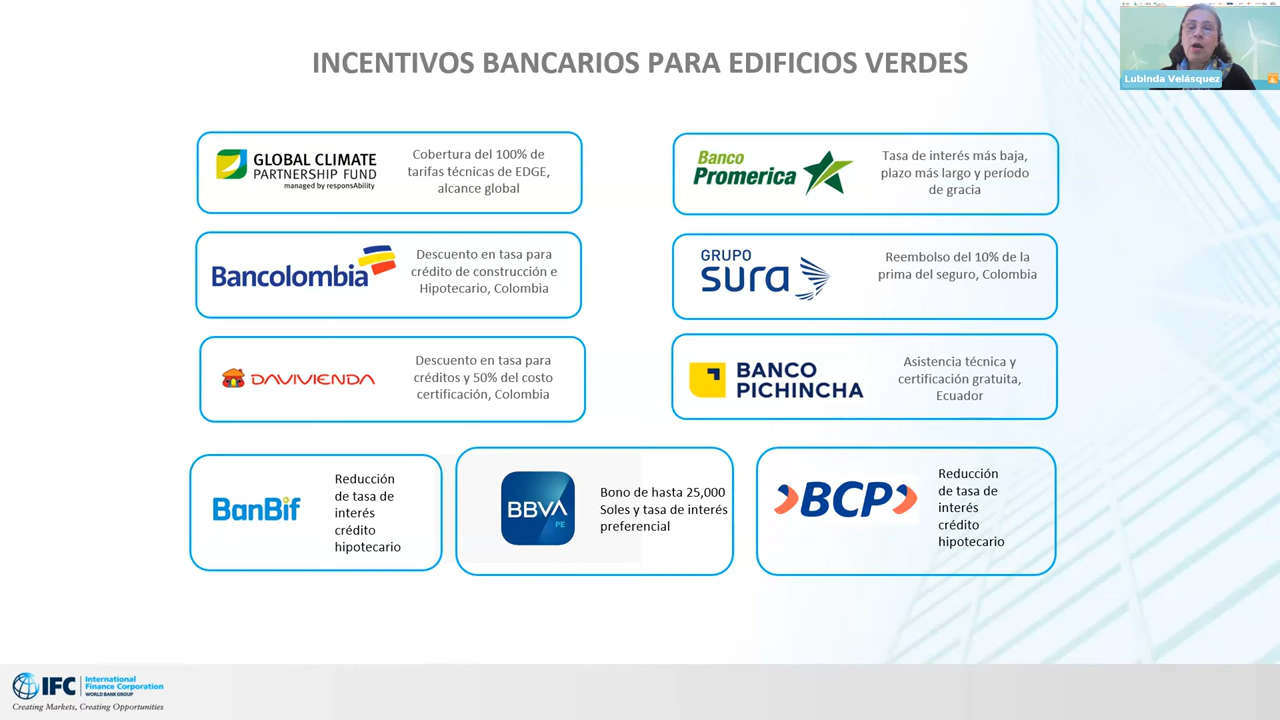 INCENTIVOS BANCARIOS PARA EDIFICIOS VERDES
Lubinda Velásquez
GLOBAL CLIMATE
PARTNERSHIP FUND
managed by responsAbility
Cobertura del 100% de
tarifas técnicas de EDGE,
alcance global
Banco
Promerica
Tasa de interés más baja,
plazo más largo y período
de gracia
Bancolombia
Descuento en tasa para
crédito de construcción e
Hipotecario, Colombia
GRUPO
sura
Reembolso del 10% de la
prima del seguro, Colombia
DAVIVIENDA
Descuento en tasa para
créditos y 50% del costo
certificación, Colombia
BANCO
PICHINCHA
Asistencia técnica y
certificación gratuita,
Ecuador
BanBif
Reducción
de tasa de
interés
crédito
hipotecario
BBVA
PE
Bono de hasta 25,000
Soles y tasa de interés
preferencial
BCP
Reducción
de tasa de
interés
crédito
hipotecario
IFC
International
Finance Corporation
WORLD BANK GROUP
Creating Markets, Creating Opportunities